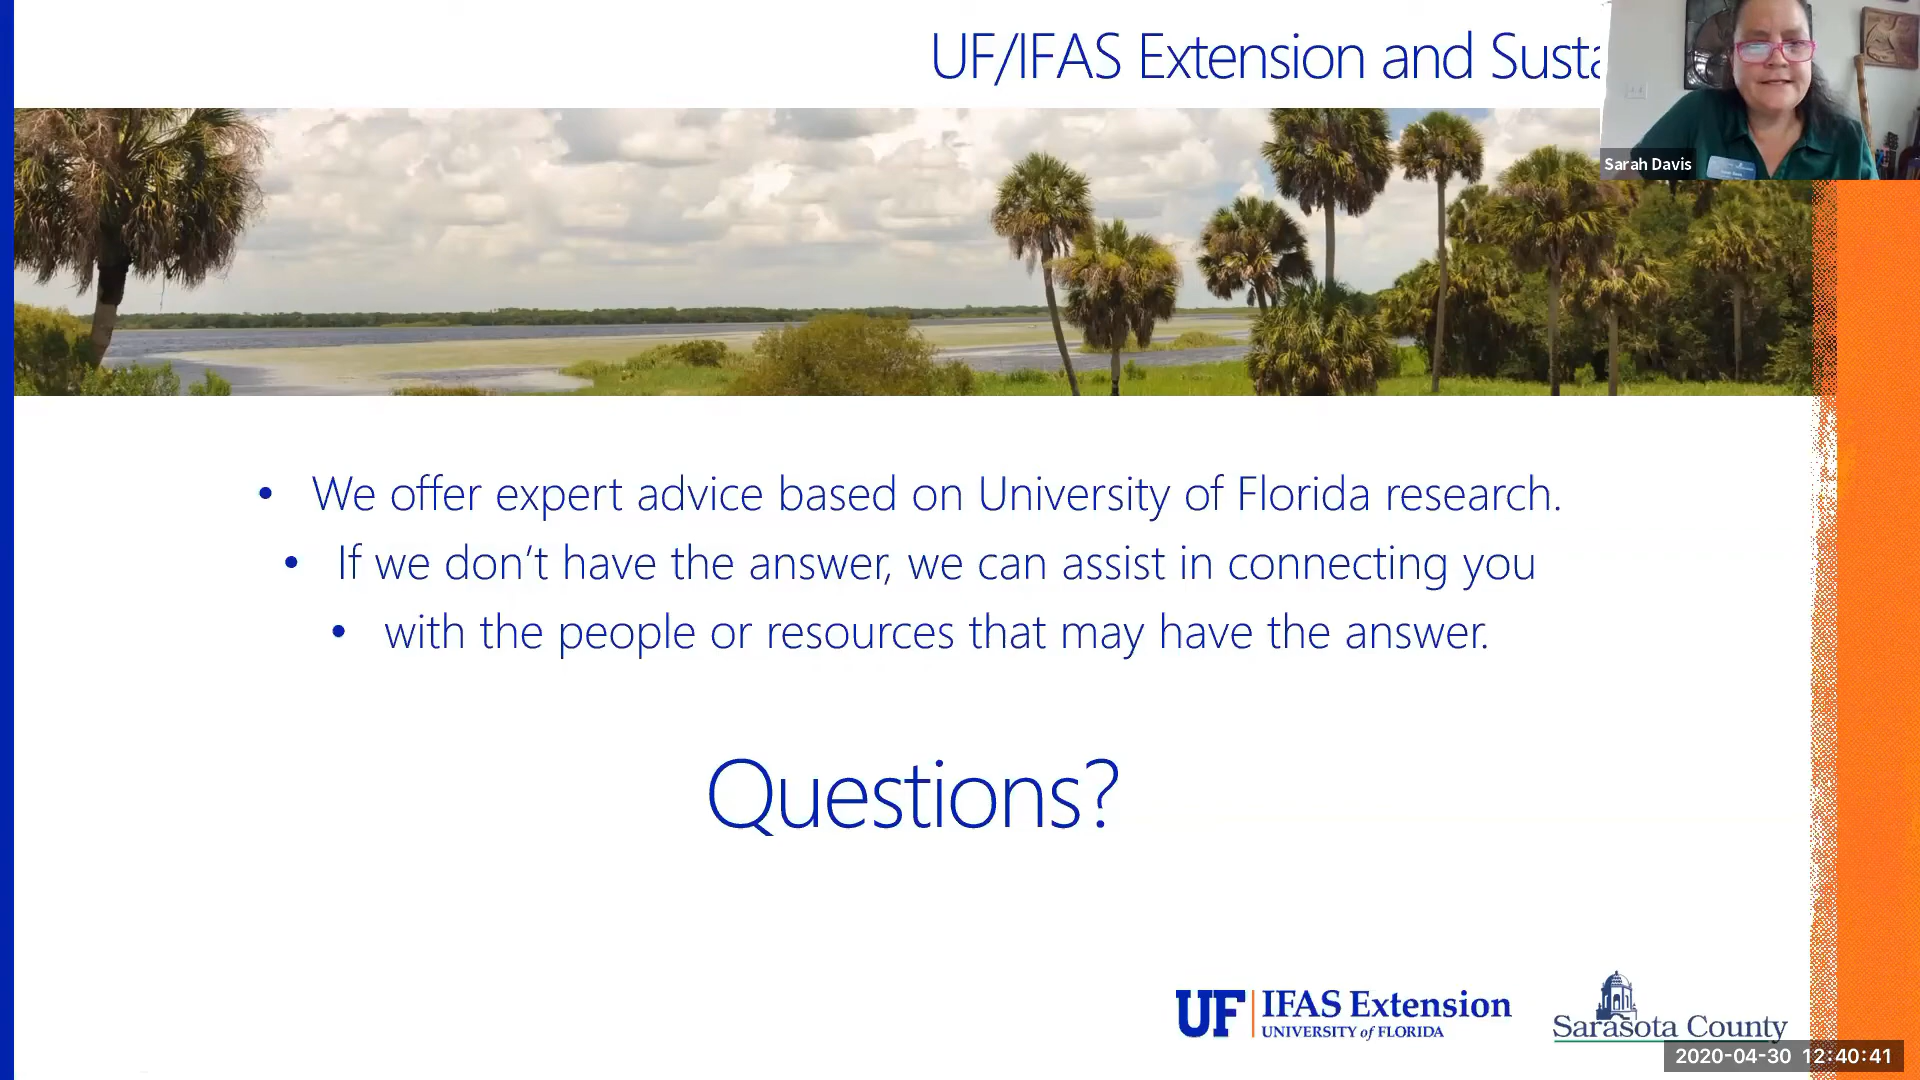 UF/IFAS Extension and Susta
Sarah Davis
• We offer expert advice based on University of Florida research.
• If we don’t have the answer, we can assist in connecting you
• with the people or resources that may have the answer.
Questions?
UF IFAS Extension
UNIVERSITY of FLORIDA
Sarasota County
2020-04-30 12:40:41